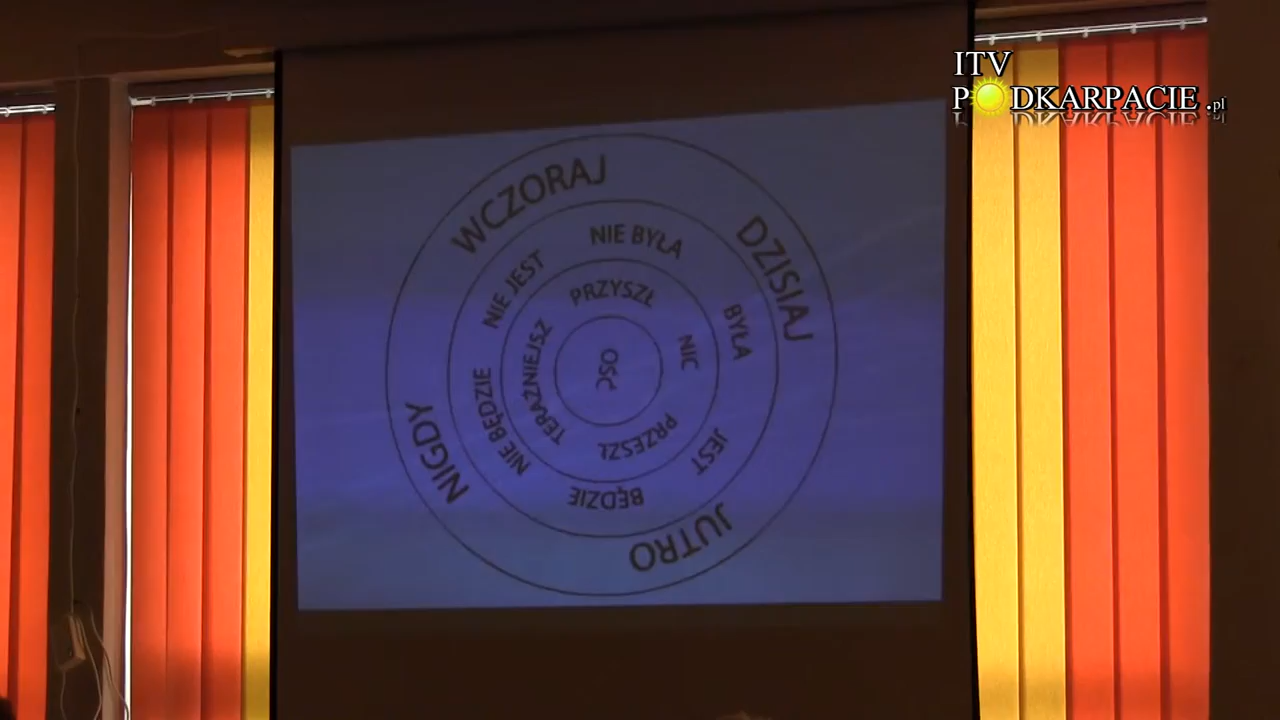 ITV
PODKARPACIE.pl
WCZORAJ
DZISIAJ
JUTRO
NIGDY
NIE BYŁA
BYŁA
JEST
BĘDZIE
NIE BĘDZIE
NIE JEST
PRZYSZŁ
NIC
PRZESZŁ
TERAŹNIEJSZ
OŚĆ